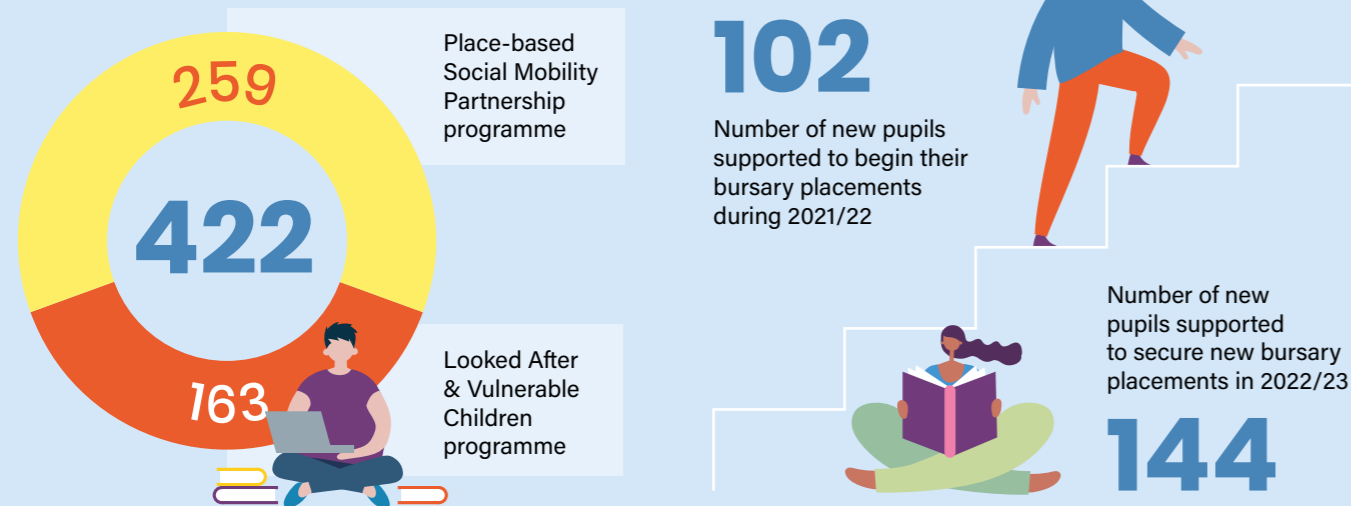 259
422
163
Place-based
Social Mobility
Partnership
programme
Looked After
& Vulnerable
Children
programme
102
Number of new pupils
supported to begin their
bursary placements
during 2021/22
Number of new
pupils supported
to secure new bursary
placements in 2022/23
144